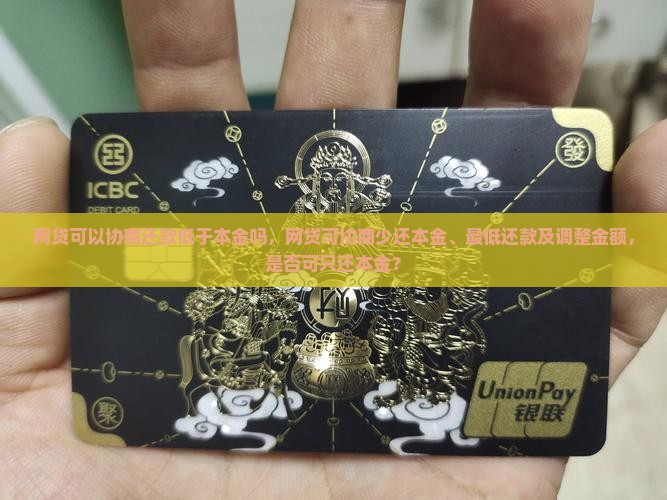 ICBC
發
DEBIT CARD
网贷可以协商还款低于本金吗，网贷可协商少还本金、最低还款及调整金额，
是否可只还本金？
财
UnionPay
银联
聚